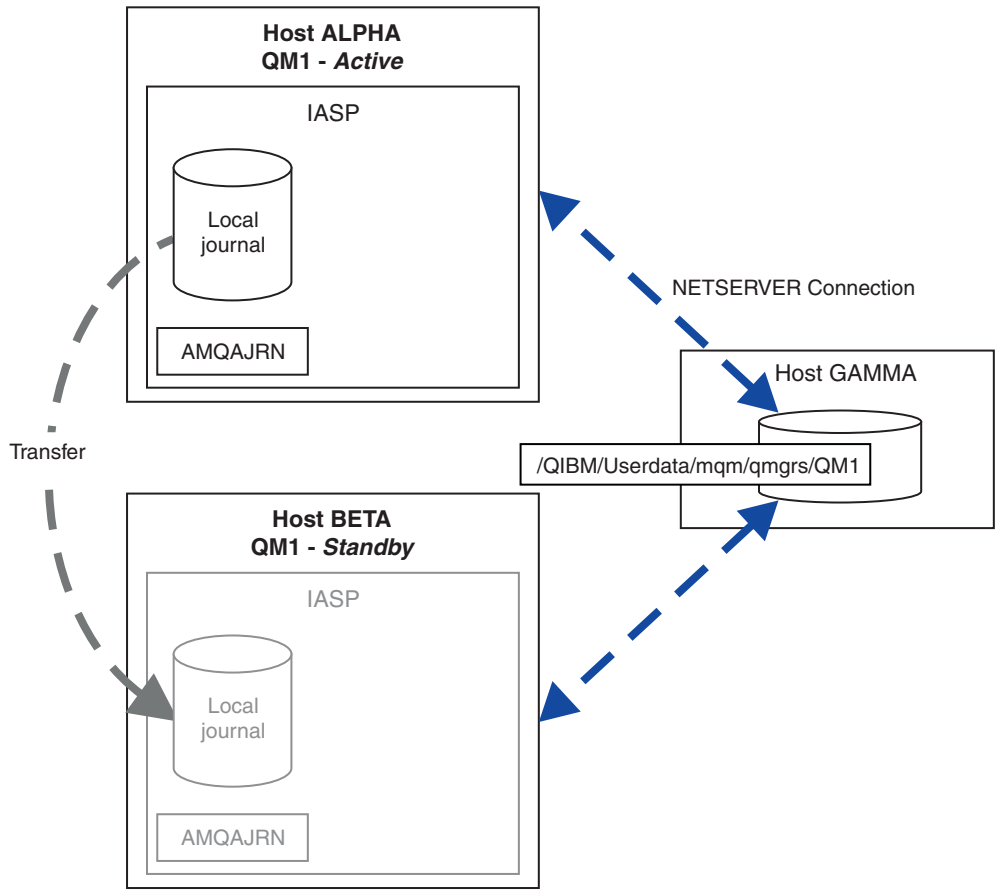 Host ALPHA
QM1 - Active
IASP
Local
journal
AMQAJRN
NETSERVER Connection
Host GAMMA
/QIBM/Userdata/mqm/qmgrs/QM1
Transfer
Host BETA
QM1 - Standby
IASP
Local
journal
AMQAJRN